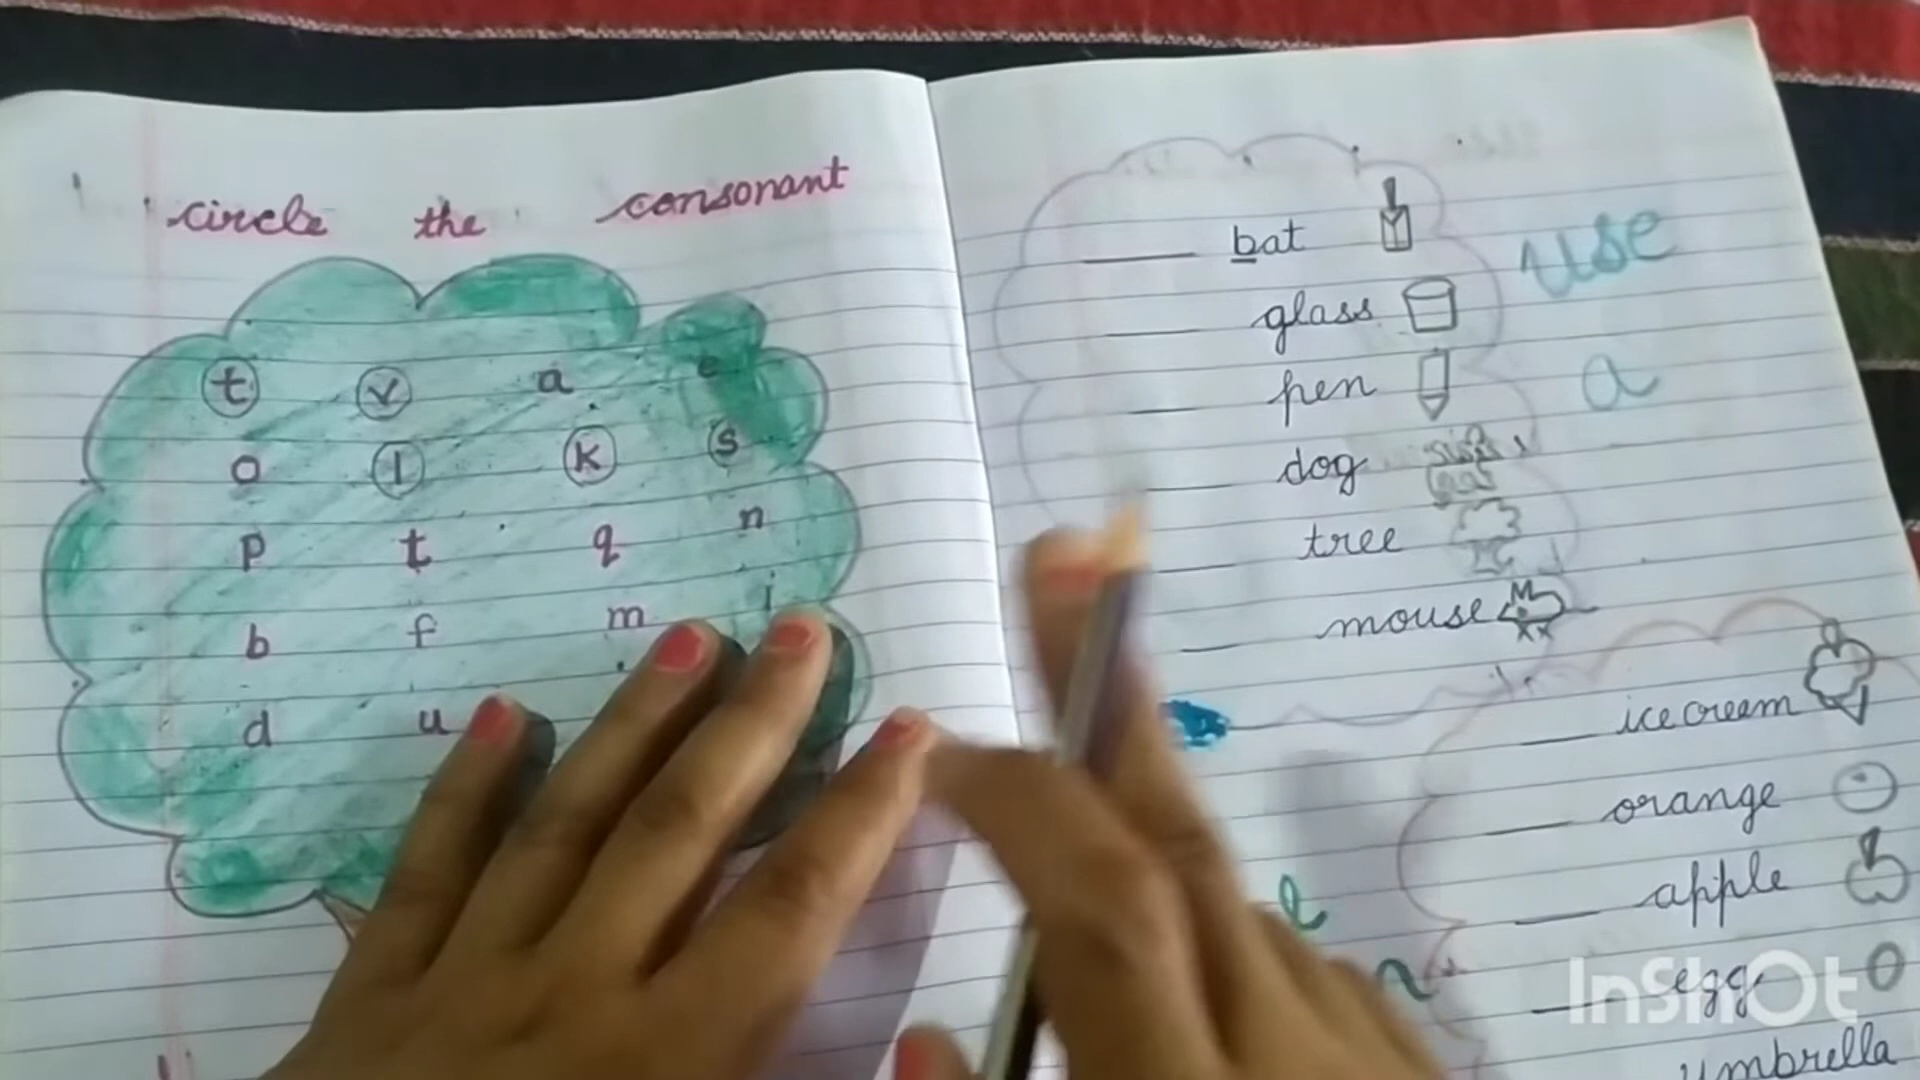 circle the consonant
t v a e
o l k s
p t q n
b f m i
d u
bat
glass
pen
dog
tree
mouse
use
a
icecream
orange
apple
egg
umbrella
InShOt